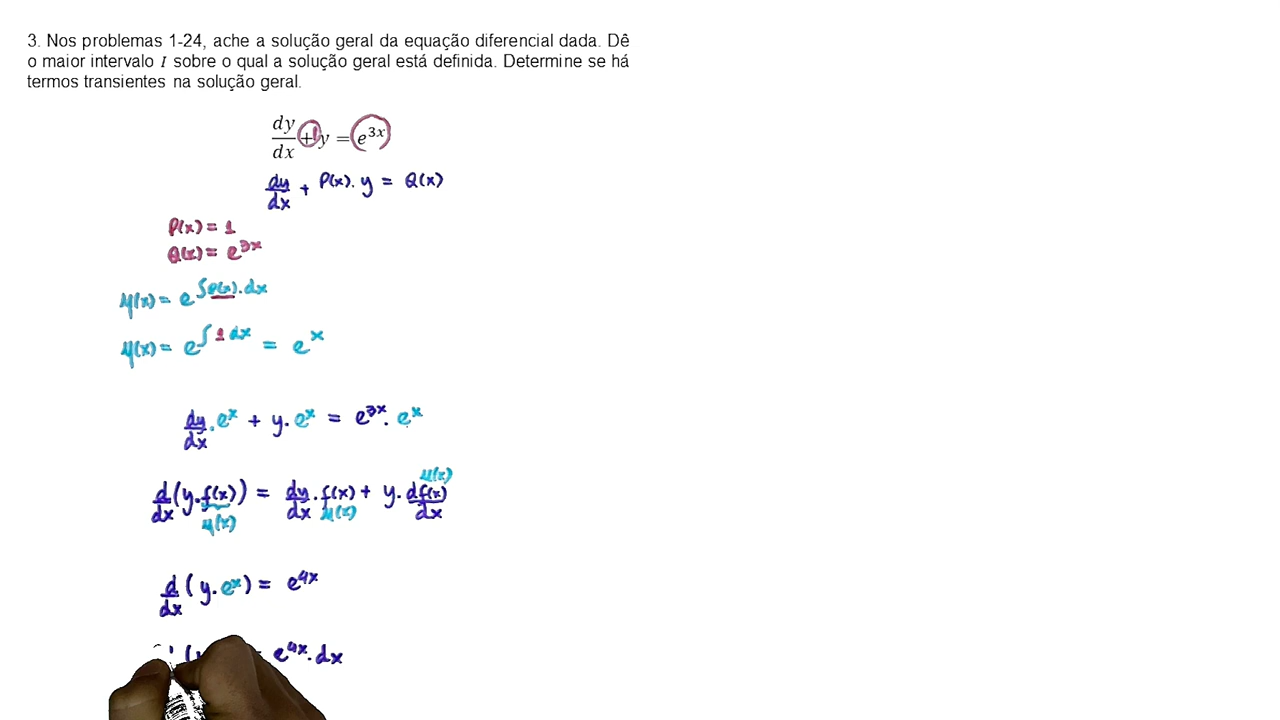 3. Nos problemas 1-24, ache a solução geral da equação diferencial dada. Dê
o maior intervalo I sobre o qual a solução geral está definida. Determine se há
termos transientes na solução geral.
dy/dx + 1 y = e^{3x}
dy/dx + P(x). y = Q(x)
P(x) = 1
Q(x) = e^{3x}
μ(x) = e^{∫P(x).dx}
μ(x) = e^{∫1 dx} = e^x
dy/dx . e^x + y. e^x = e^{3x} . e^x
μ(x)
d/dx (y. f(x)) = dy/dx . f(x) + y. df(x)/dx
μ(x) μ(x)
d/dx (y. e^x) = e^{4x}
e^{4x}. dx